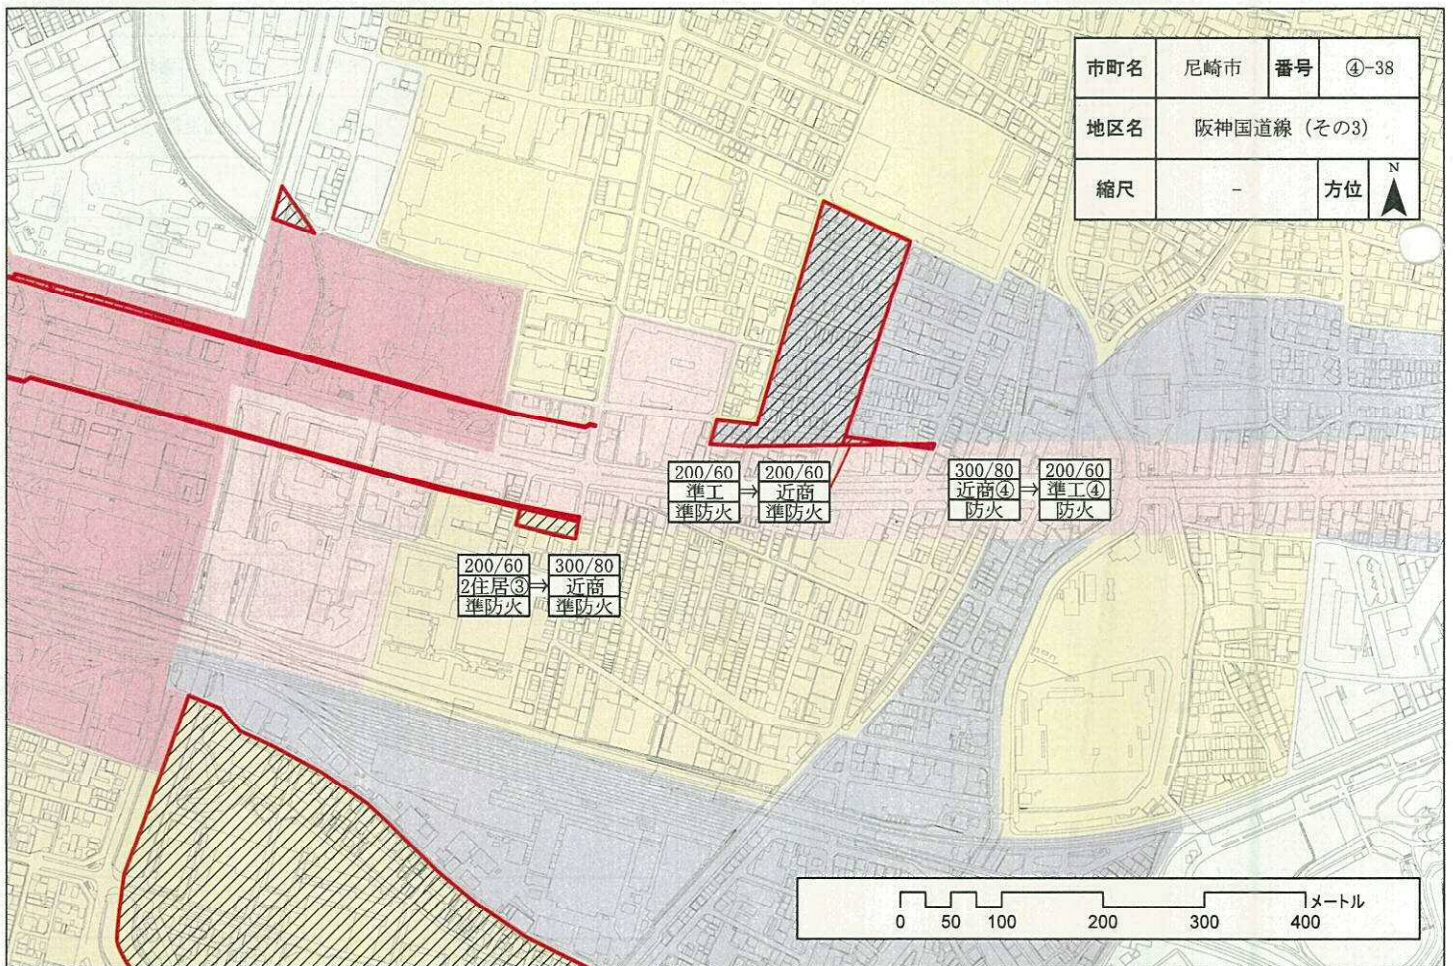 市町名 尼崎市 番号 ④-38
地区名 阪神国道線（その3）
縮尺 - 方位 N
200/60 200/60
準工 ⇒ 近商
準防火 準防火
300/80 200/60
近商④ ⇒ 準工④
防火 防火
200/60 300/80
2住居③ ⇒ 近商
準防火 準防火
メートル
0 50 100 200 300 400